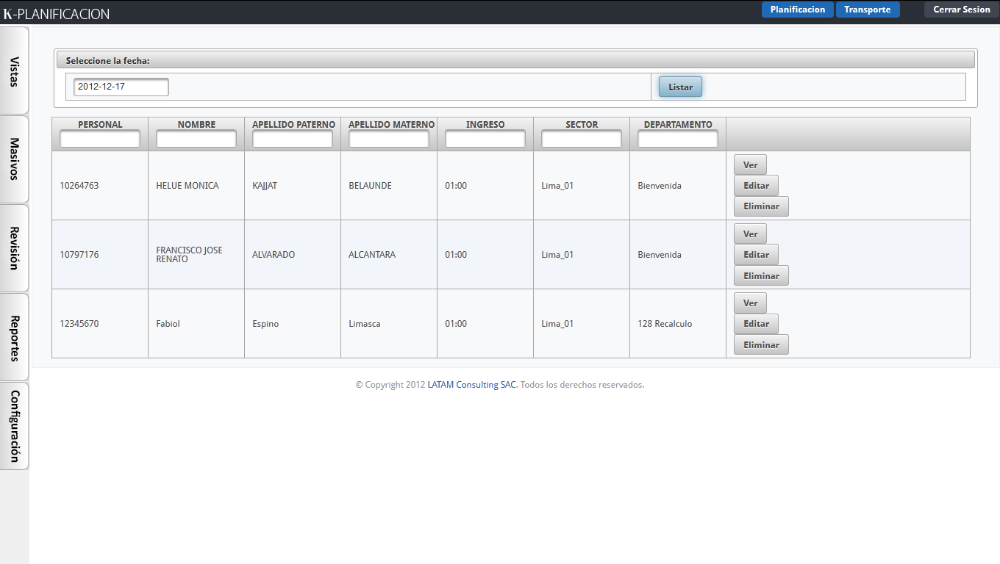 K-PLANIFICACION
Planificacion Transporte Cerrar Sesion
Vistas
Masivos
Revisión
Reportes
Configuración
Seleccione la fecha:
2012-12-17 Listar
PERSONAL NOMBRE APELLIDO PATERNO APELLIDO MATERNO INGRESO SECTOR DEPARTAMENTO
10264763 HELUE MONICA KAJJAT BELAUNDE 01:00 Lima_01 Bienvenida
Ver
Editar
Eliminar
10797176 FRANCISCO JOSE RENATO ALVARADO ALCANTARA 01:00 Lima_01 Bienvenida
Ver
Editar
Eliminar
12345670 Fabiol Espino Limasca 01:00 Lima_01 128 Recalculo
Ver
Editar
Eliminar
© Copyright 2012 LATAM Consulting SAC. Todos los derechos reservados.